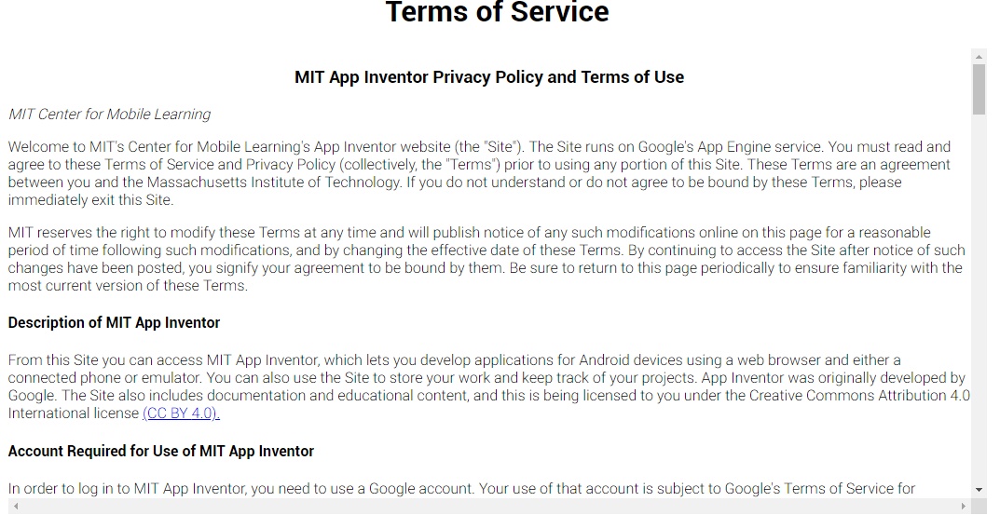 Terms of Service
MIT App Inventor Privacy Policy and Terms of Use
MIT Center for Mobile Learning
Welcome to MIT's Center for Mobile Learning's App Inventor website (the "Site"). The Site runs on Google's App Engine service. You must read and
agree to these Terms of Service and Privacy Policy (collectively, the "Terms") prior to using any portion of this Site. These Terms are an agreement
between you and the Massachusetts Institute of Technology. If you do not understand or do not agree to be bound by these Terms, please
immediately exit this Site.
MIT reserves the right to modify these Terms at any time and will publish notice of any such modifications online on this page for a reasonable
period of time following such modifications, and by changing the effective date of these Terms. By continuing to access the Site after notice of such
changes have been posted, you signify your agreement to be bound by them. Be sure to return to this page periodically to ensure familiarity with the
most current version of these Terms.
Description of MIT App Inventor
From this Site you can access MIT App Inventor, which lets you develop applications for Android devices using a web browser and either a
connected phone or emulator. You can also use the Site to store your work and keep track of your projects. App Inventor was originally developed by
Google. The Site also includes documentation and educational content, and this is being licensed to you under the Creative Commons Attribution 4.0
International license (CC BY 4.0).
Account Required for Use of MIT App Inventor
In order to log in to MIT App Inventor, you need to use a Google account. Your use of that account is subject to Google's Terms of Service for